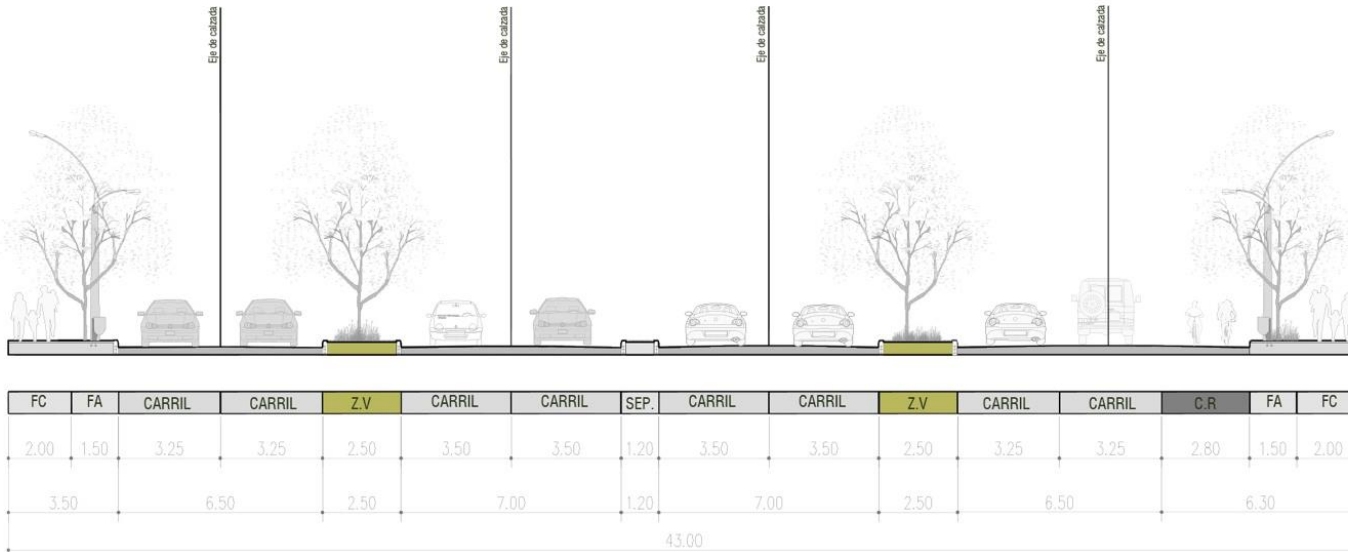 Eje de calzada Eje de calzada Eje de calzada Eje de calzada
FC FA CARRIL CARRIL Z.V CARRIL CARRIL SEP. CARRIL CARRIL Z.V CARRIL CARRIL C.R FA FC
2.00 1.50 3.25 3.25 2.50 3.50 3.50 1.20 3.50 3.50 2.50 3.25 3.25 2.80 1.50 2.00
3.50 6.50 2.50 7.00 1.20 7.00 2.50 6.50 6.30
43.00